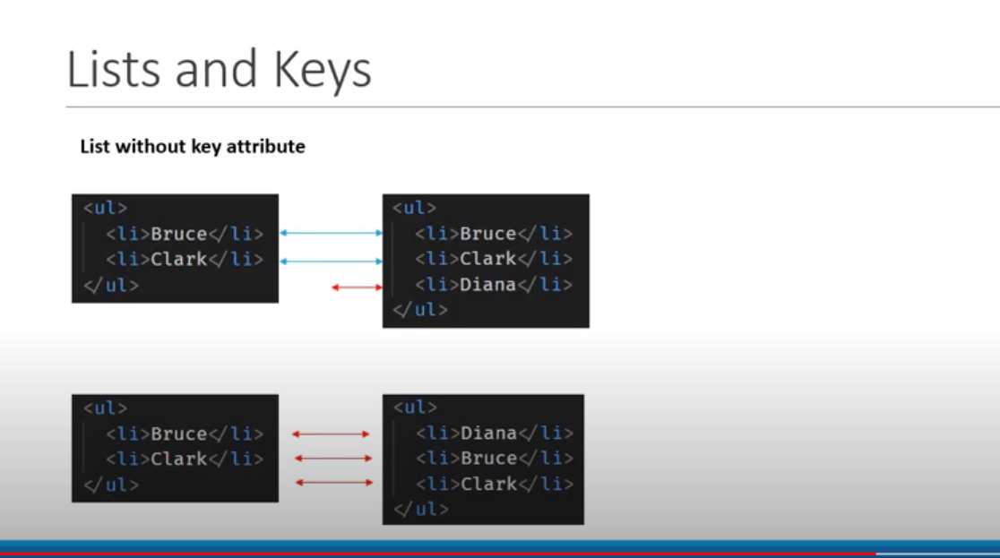 Lists and Keys
List without key attribute
<ul>
<li>Bruce</li>
<li>Clark</li>
</ul>
<ul>
<li>Bruce</li>
<li>Clark</li>
<li>Diana</li>
</ul>
<ul>
<li>Bruce</li>
<li>Clark</li>
</ul>
<ul>
<li>Diana</li>
<li>Bruce</li>
<li>Clark</li>
</ul>